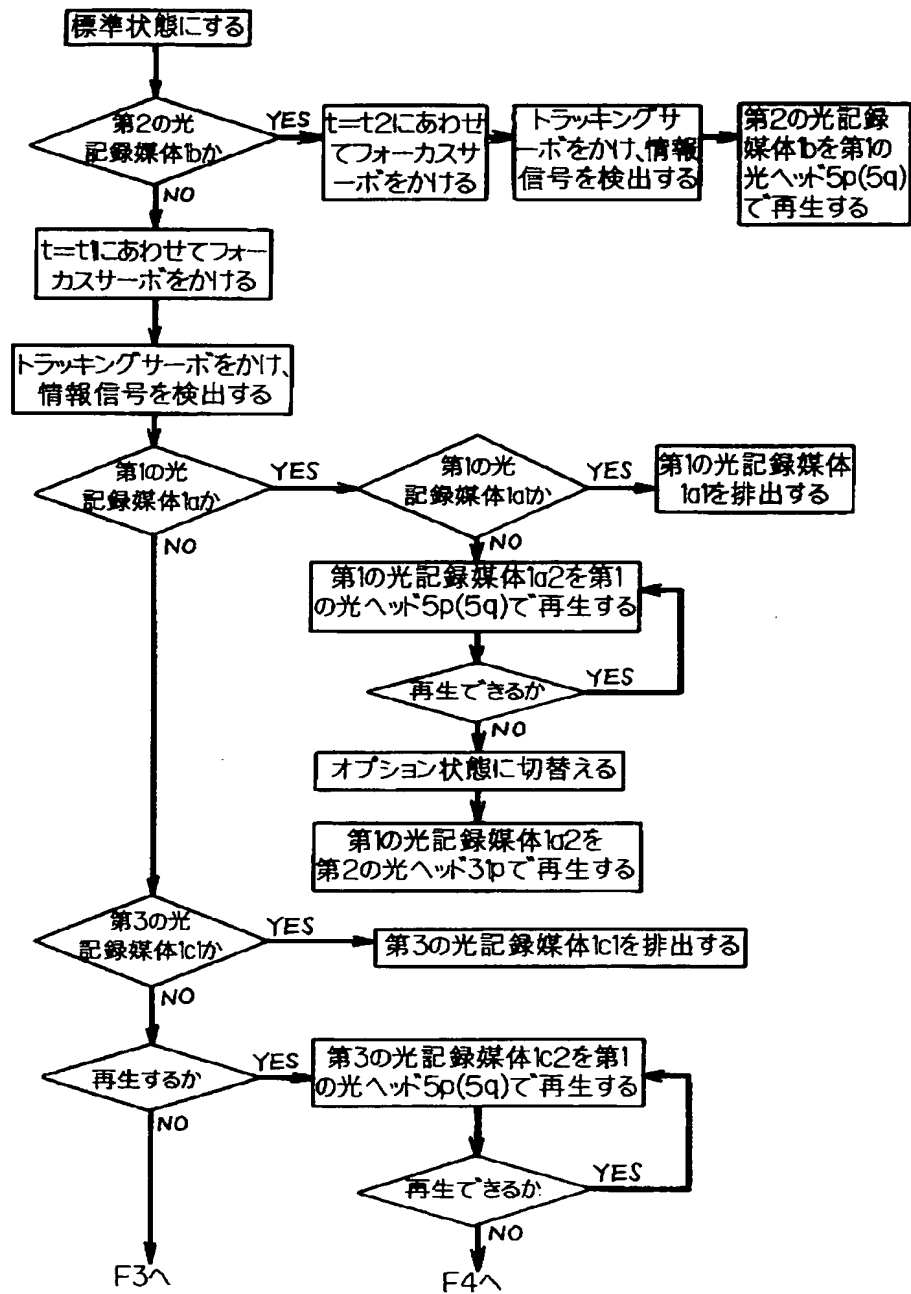 標準状態にする
第2の光
記録媒体1bか
YES
t=t2にあわせ
てフォーカスサ
ーボをかける
トラッキングサ
ーボをかけ、情報
信号を検出する
第2の光記録
媒体1bを第1の
光ヘッド5p(5q)
で再生する
NO
t=t1にあわせてフォー
カスサーボをかける
トラッキングサーボをかけ、
情報信号を検出する
第1の光
記録媒体1aか
YES
第1の光
記録媒体1a1か
YES
第1の光記録媒体
1a1を排出する
NO
NO
第1の光記録媒体1a2を第1
の光ヘッド5p(5q)で再生する
再生できるか
YES
NO
オプション状態に切替える
第1の光記録媒体1a2を
第2の光ヘッド31pで再生する
第3の光
記録媒体1c1か
YES
第3の光記録媒体1c1を排出する
NO
再生するか
YES
第3の光記録媒体1c2を第1
の光ヘッド5p(5q)で再生する
NO
再生できるか
YES
NO
F3へ
F4へ